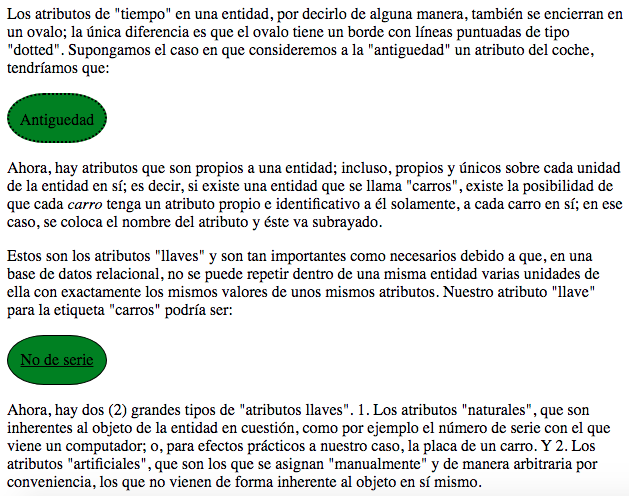 Los atributos de "tiempo" en una entidad, por decirlo de alguna manera, también se encierran en
un ovalo; la única diferencia es que el ovalo tiene un borde con líneas puntuadas de tipo
"dotted". Supongamos el caso en que consideremos a la "antiguedad" un atributo del coche,
tendríamos que:
Antiguedad
Ahora, hay atributos que son propios a una entidad; incluso, propios y únicos sobre cada unidad
de la entidad en sí; es decir, si existe una entidad que se llama "carros", existe la posibilidad de
que cada carro tenga un atributo propio e identificativo a él solamente, a cada carro en sí; en ese
caso, se coloca el nombre del atributo y éste va subrayado.
Estos son los atributos "llaves" y son tan importantes como necesarios debido a que, en una
base de datos relacional, no se puede repetir dentro de una misma entidad varias unidades de
ella con exactamente los mismos valores de unos mismos atributos. Nuestro atributo "llave"
para la etiqueta "carros" podría ser:
No de serie
Ahora, hay dos (2) grandes tipos de "atributos llaves". 1. Los atributos "naturales", que son
inherentes al objeto de la entidad en cuestión, como por ejemplo el número de serie con el que
viene un computador; o, para efectos prácticos a nuestro caso, la placa de un carro. Y 2. Los
atributos "artificiales", que son los que se asignan "manualmente" y de manera arbitraria por
conveniencia, los que no vienen de forma inherente al objeto en sí mismo.